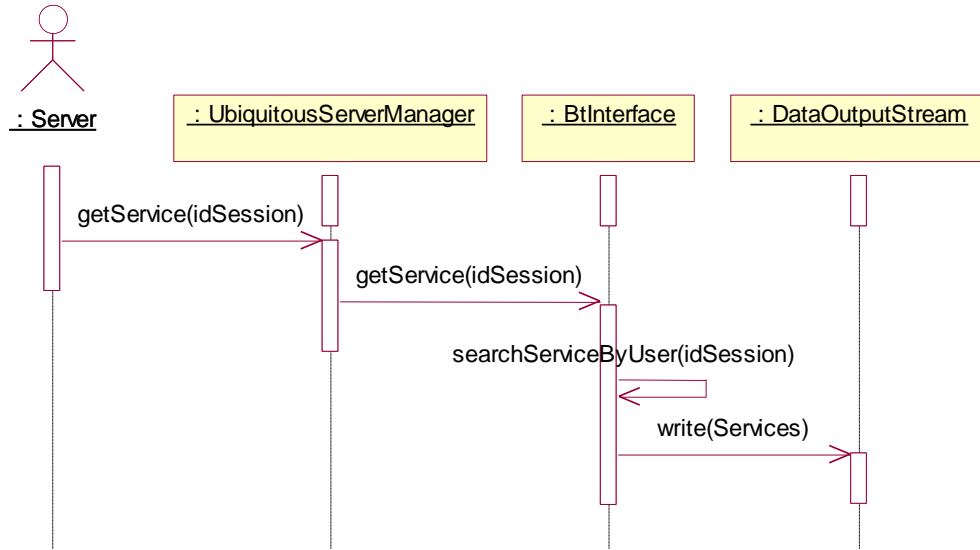 : Server
: UbiquitousServerManager
: BtInterface
: DataOutputStream
getService(idSession)
getService(idSession)
searchServiceByUser(idSession)
write(Services)